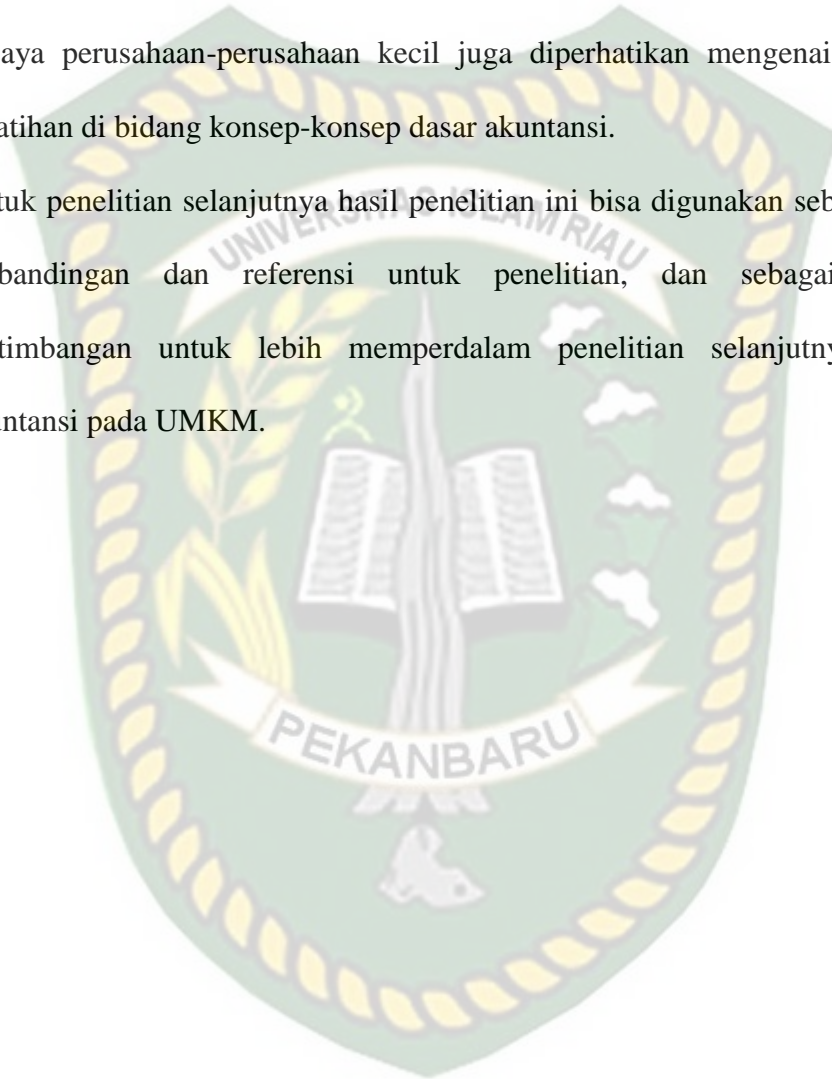 aya perusahaan-perusahaan kecil juga diperhatikan mengenai
atihan di bidang konsep-konsep dasar akuntansi.
tuk penelitian selanjutnya hasil penelitian ini bisa digunakan seb
bandingan dan referensi untuk penelitian, dan sebagai
timbangan untuk lebih memperdalam penelitian selanjutny
untansi pada UMKM.
UNIVERSITAS ISLAM RIAU
PEKANBARU